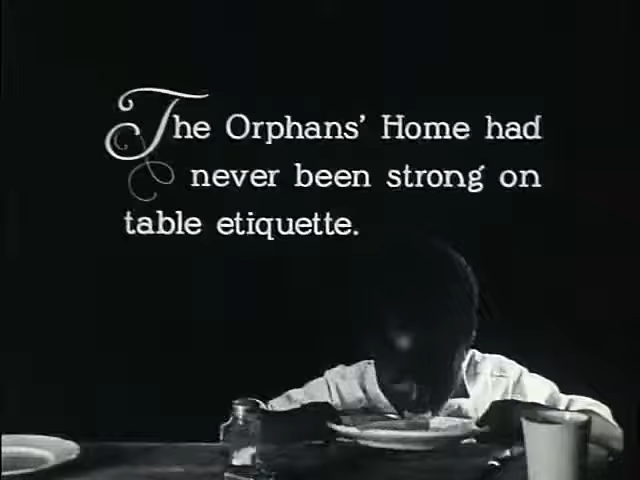 The Orphans' Home had
never been strong on
table etiquette.